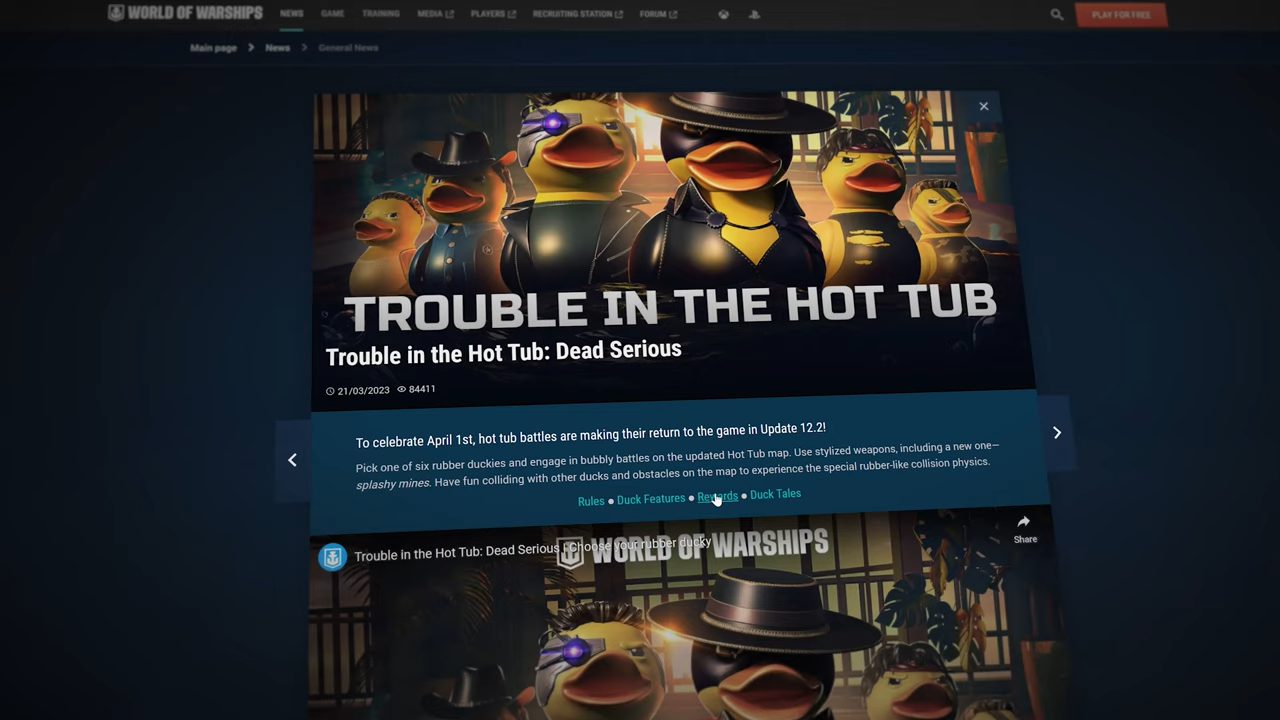 WORLD OF WARSHIPS NEWS GAME TRAINING MEDIA PLAYERS RECRUITING STATION FORUM PLAY FOR FREE
Main page News General News
TROUBLE IN THE HOT TUB
Trouble in the Hot Tub: Dead Serious
21/03/2023 84411
To celebrate April 1st, hot tub battles are making their return to the game in Update 12.2!
Pick one of six rubber duckies and engage in bubbly battles on the updated Hot Tub map. Use stylized weapons, including a new one—
splashy mines. Have fun colliding with other ducks and obstacles on the map to experience the special rubber-like collision physics.
Rules ● Duck Features ● Rewards ● Duck Tales
Trouble in the Hot Tub: Dead Serious | Choose your rubber ducky
WORLD OF WARSHIPS
Share